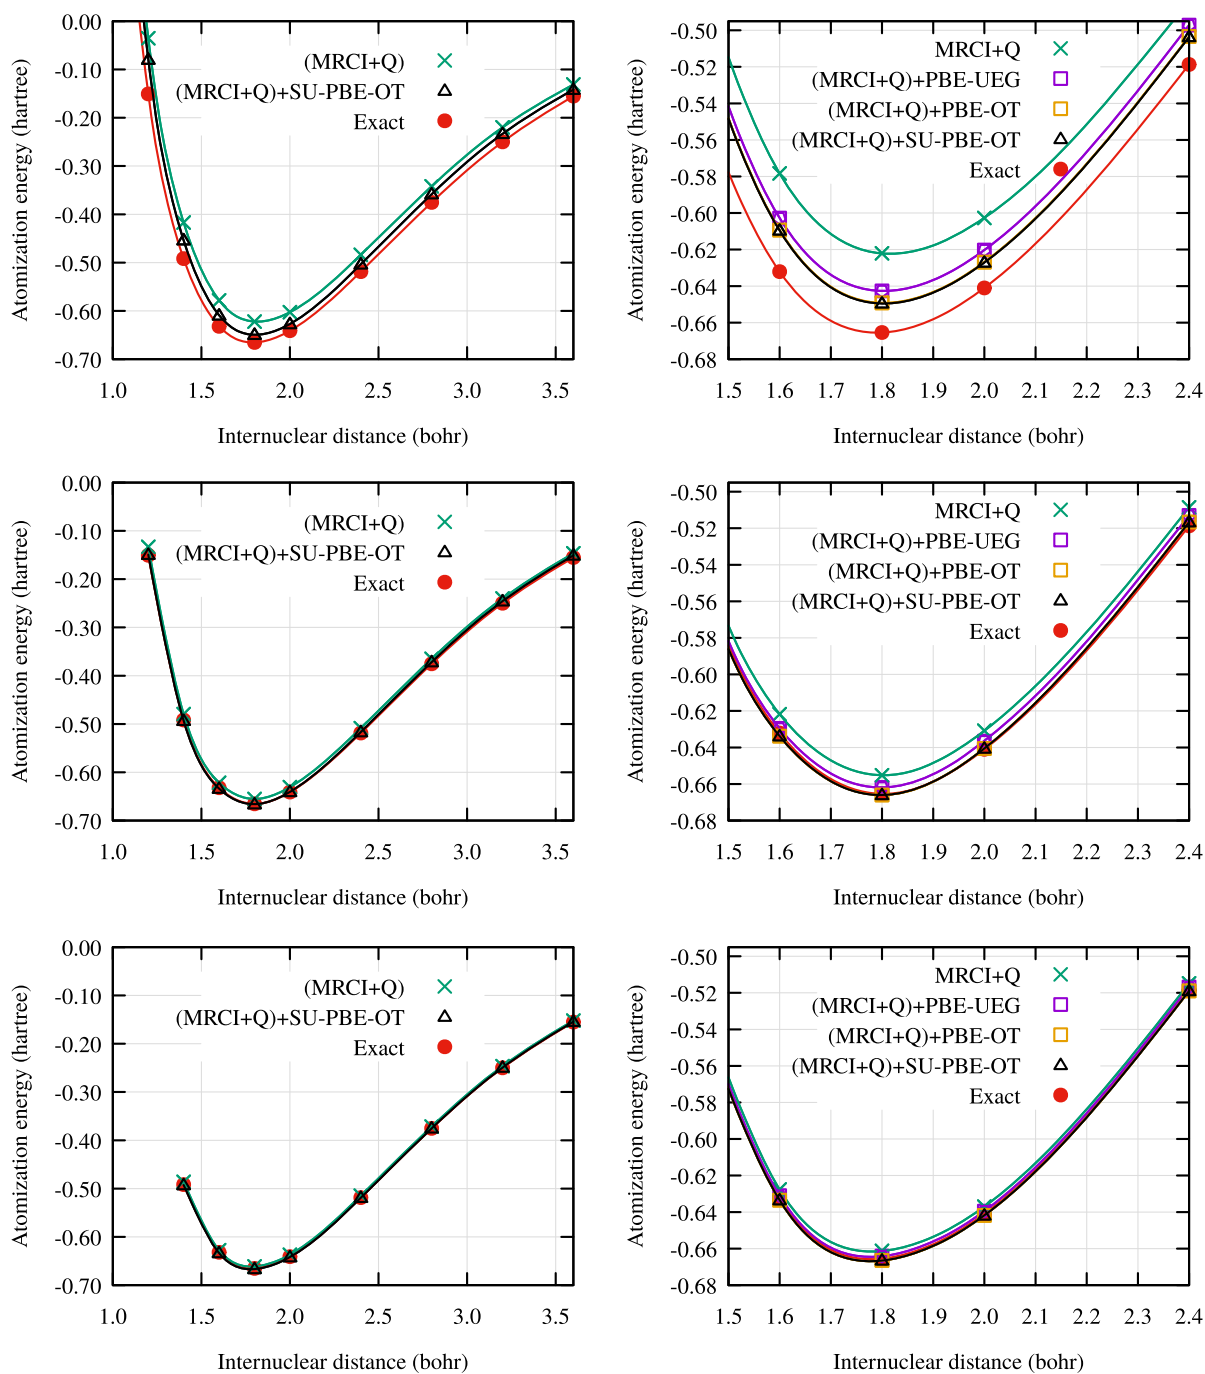 Atomization energy (hartree)
0.00
-0.10
-0.20
-0.30
-0.40
-0.50
-0.60
-0.70
(MRCI+Q)
(MRCI+Q)+SU-PBE-OT
Exact
1.0 1.5 2.0 2.5 3.0 3.5
Internuclear distance (bohr)
Atomization energy (hartree)
-0.50
-0.52
-0.54
-0.56
-0.58
-0.60
-0.62
-0.64
-0.66
-0.68
MRCI+Q
(MRCI+Q)+PBE-UEG
(MRCI+Q)+PBE-OT
(MRCI+Q)+SU-PBE-OT
Exact
1.5 1.6 1.7 1.8 1.9 2.0 2.1 2.2 2.3 2.4
Internuclear distance (bohr)
Atomization energy (hartree)
0.00
-0.10
-0.20
-0.30
-0.40
-0.50
-0.60
-0.70
(MRCI+Q)
(MRCI+Q)+SU-PBE-OT
Exact
1.0 1.5 2.0 2.5 3.0 3.5
Internuclear distance (bohr)
Atomization energy (hartree)
-0.50
-0.52
-0.54
-0.56
-0.58
-0.60
-0.62
-0.64
-0.66
-0.68
MRCI+Q
(MRCI+Q)+PBE-UEG
(MRCI+Q)+PBE-OT
(MRCI+Q)+SU-PBE-OT
Exact
1.5 1.6 1.7 1.8 1.9 2.0 2.1 2.2 2.3 2.4
Internuclear distance (bohr)
Atomization energy (hartree)
0.00
-0.10
-0.20
-0.30
-0.40
-0.50
-0.60
-0.70
(MRCI+Q)
(MRCI+Q)+SU-PBE-OT
Exact
1.0 1.5 2.0 2.5 3.0 3.5
Internuclear distance (bohr)
Atomization energy (hartree)
-0.50
-0.52
-0.54
-0.56
-0.58
-0.60
-0.62
-0.64
-0.66
-0.68
MRCI+Q
(MRCI+Q)+PBE-UEG
(MRCI+Q)+PBE-OT
(MRCI+Q)+SU-PBE-OT
Exact
1.5 1.6 1.7 1.8 1.9 2.0 2.1 2.2 2.3 2.4
Internuclear distance (bohr)